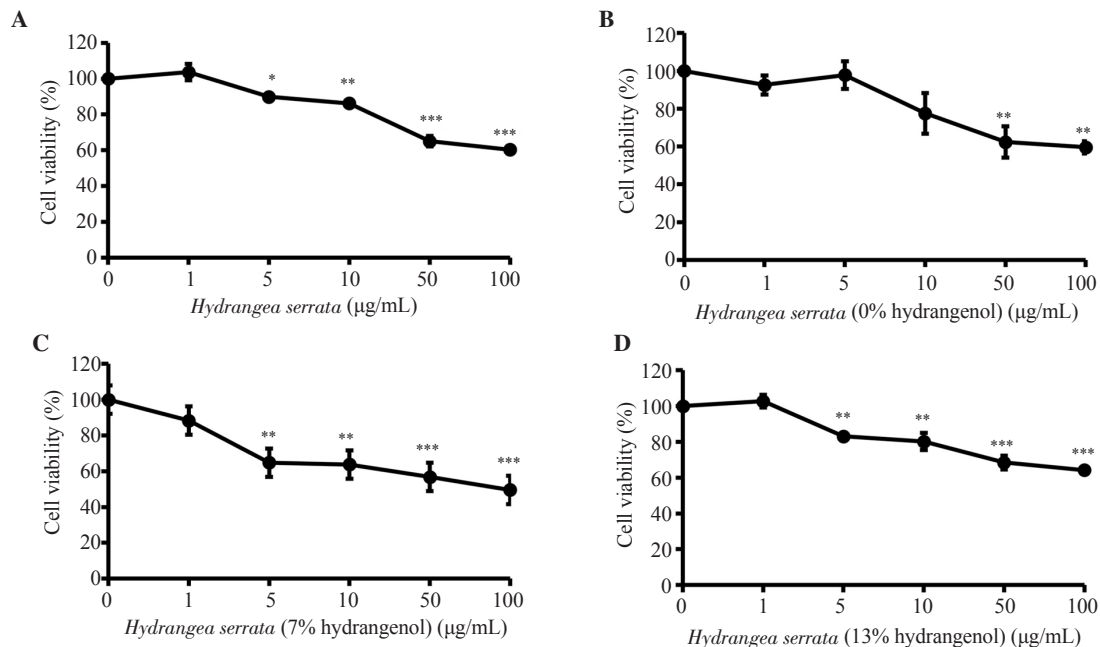 A
Cell viability (%)
120
100
80
60
40
20
0
*
**
***
***
0 1 5 10 50 100
Hydrangea serrata (μg/mL)
B
Cell viability (%)
120
100
80
60
40
20
0
**
**
0 1 5 10 50 100
Hydrangea serrata (0% hydrangenol) (μg/mL)
C
Cell viability (%)
120
100
80
60
40
20
0
**
**
***
***
0 1 5 10 50 100
Hydrangea serrata (7% hydrangenol) (μg/mL)
D
Cell viability (%)
120
100
80
60
40
20
0
**
**
***
***
0 1 5 10 50 100
Hydrangea serrata (13% hydrangenol) (μg/mL)